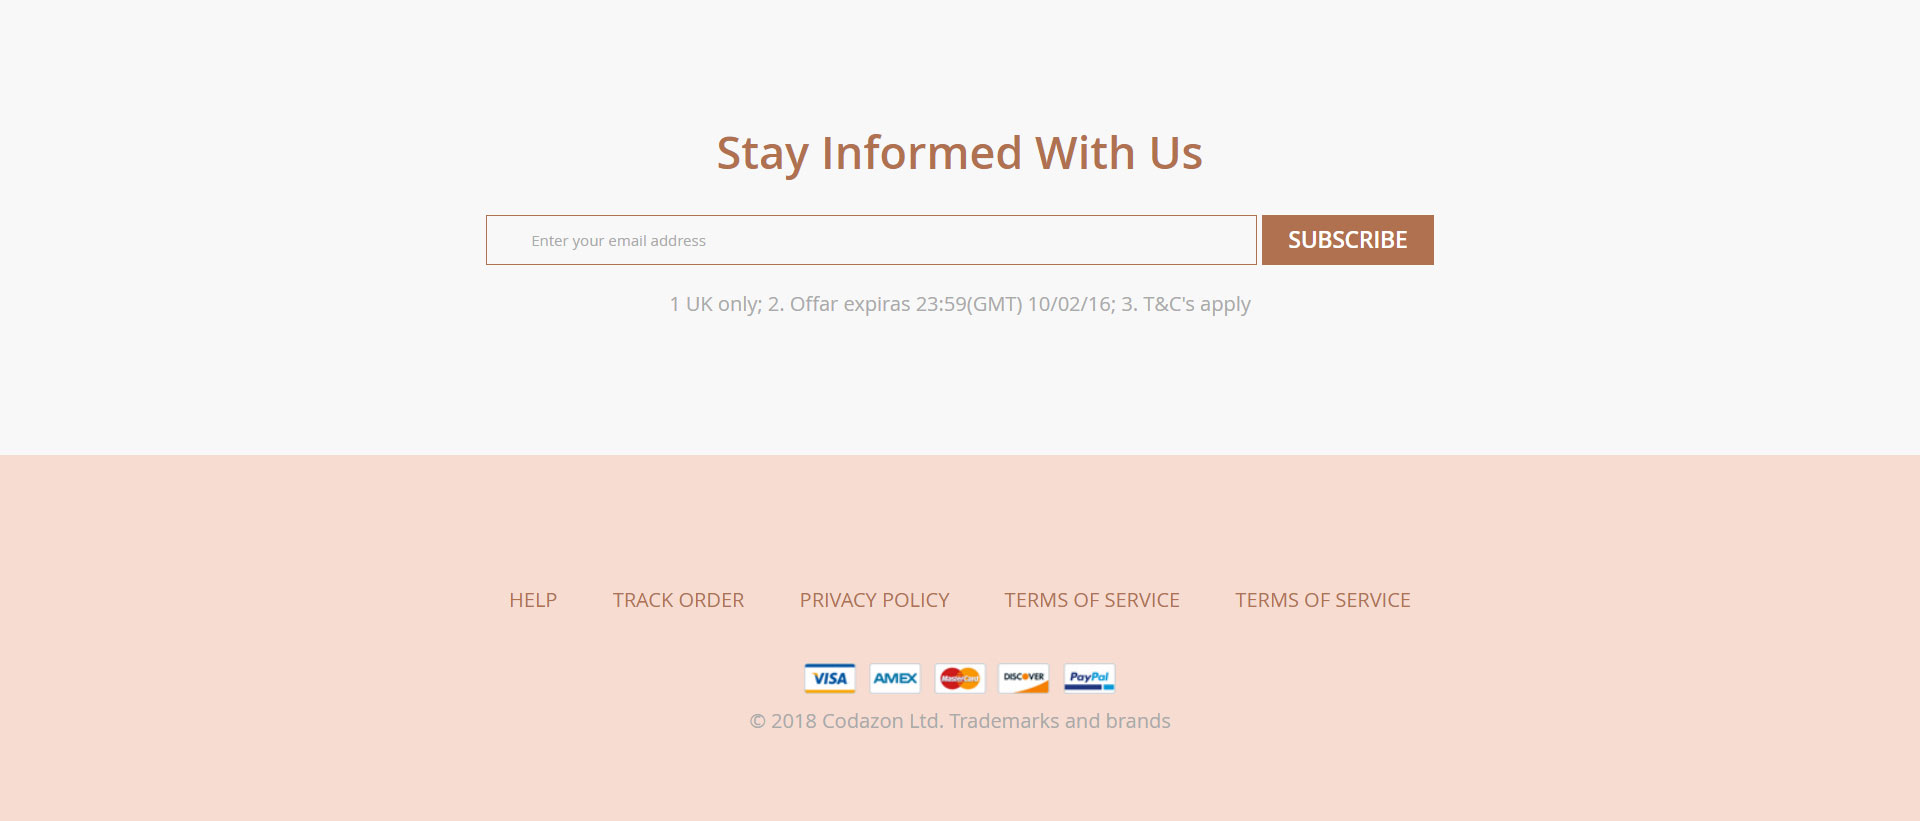 Stay Informed With Us
Enter your email address
SUBSCRIBE
1 UK only; 2. Offar expiras 23:59(GMT) 10/02/16; 3. T&C's apply
HELP TRACK ORDER PRIVACY POLICY TERMS OF SERVICE TERMS OF SERVICE
VISA AMEX MasterCard DISCOVER PayPal
© 2018 Codazon Ltd. Trademarks and brands